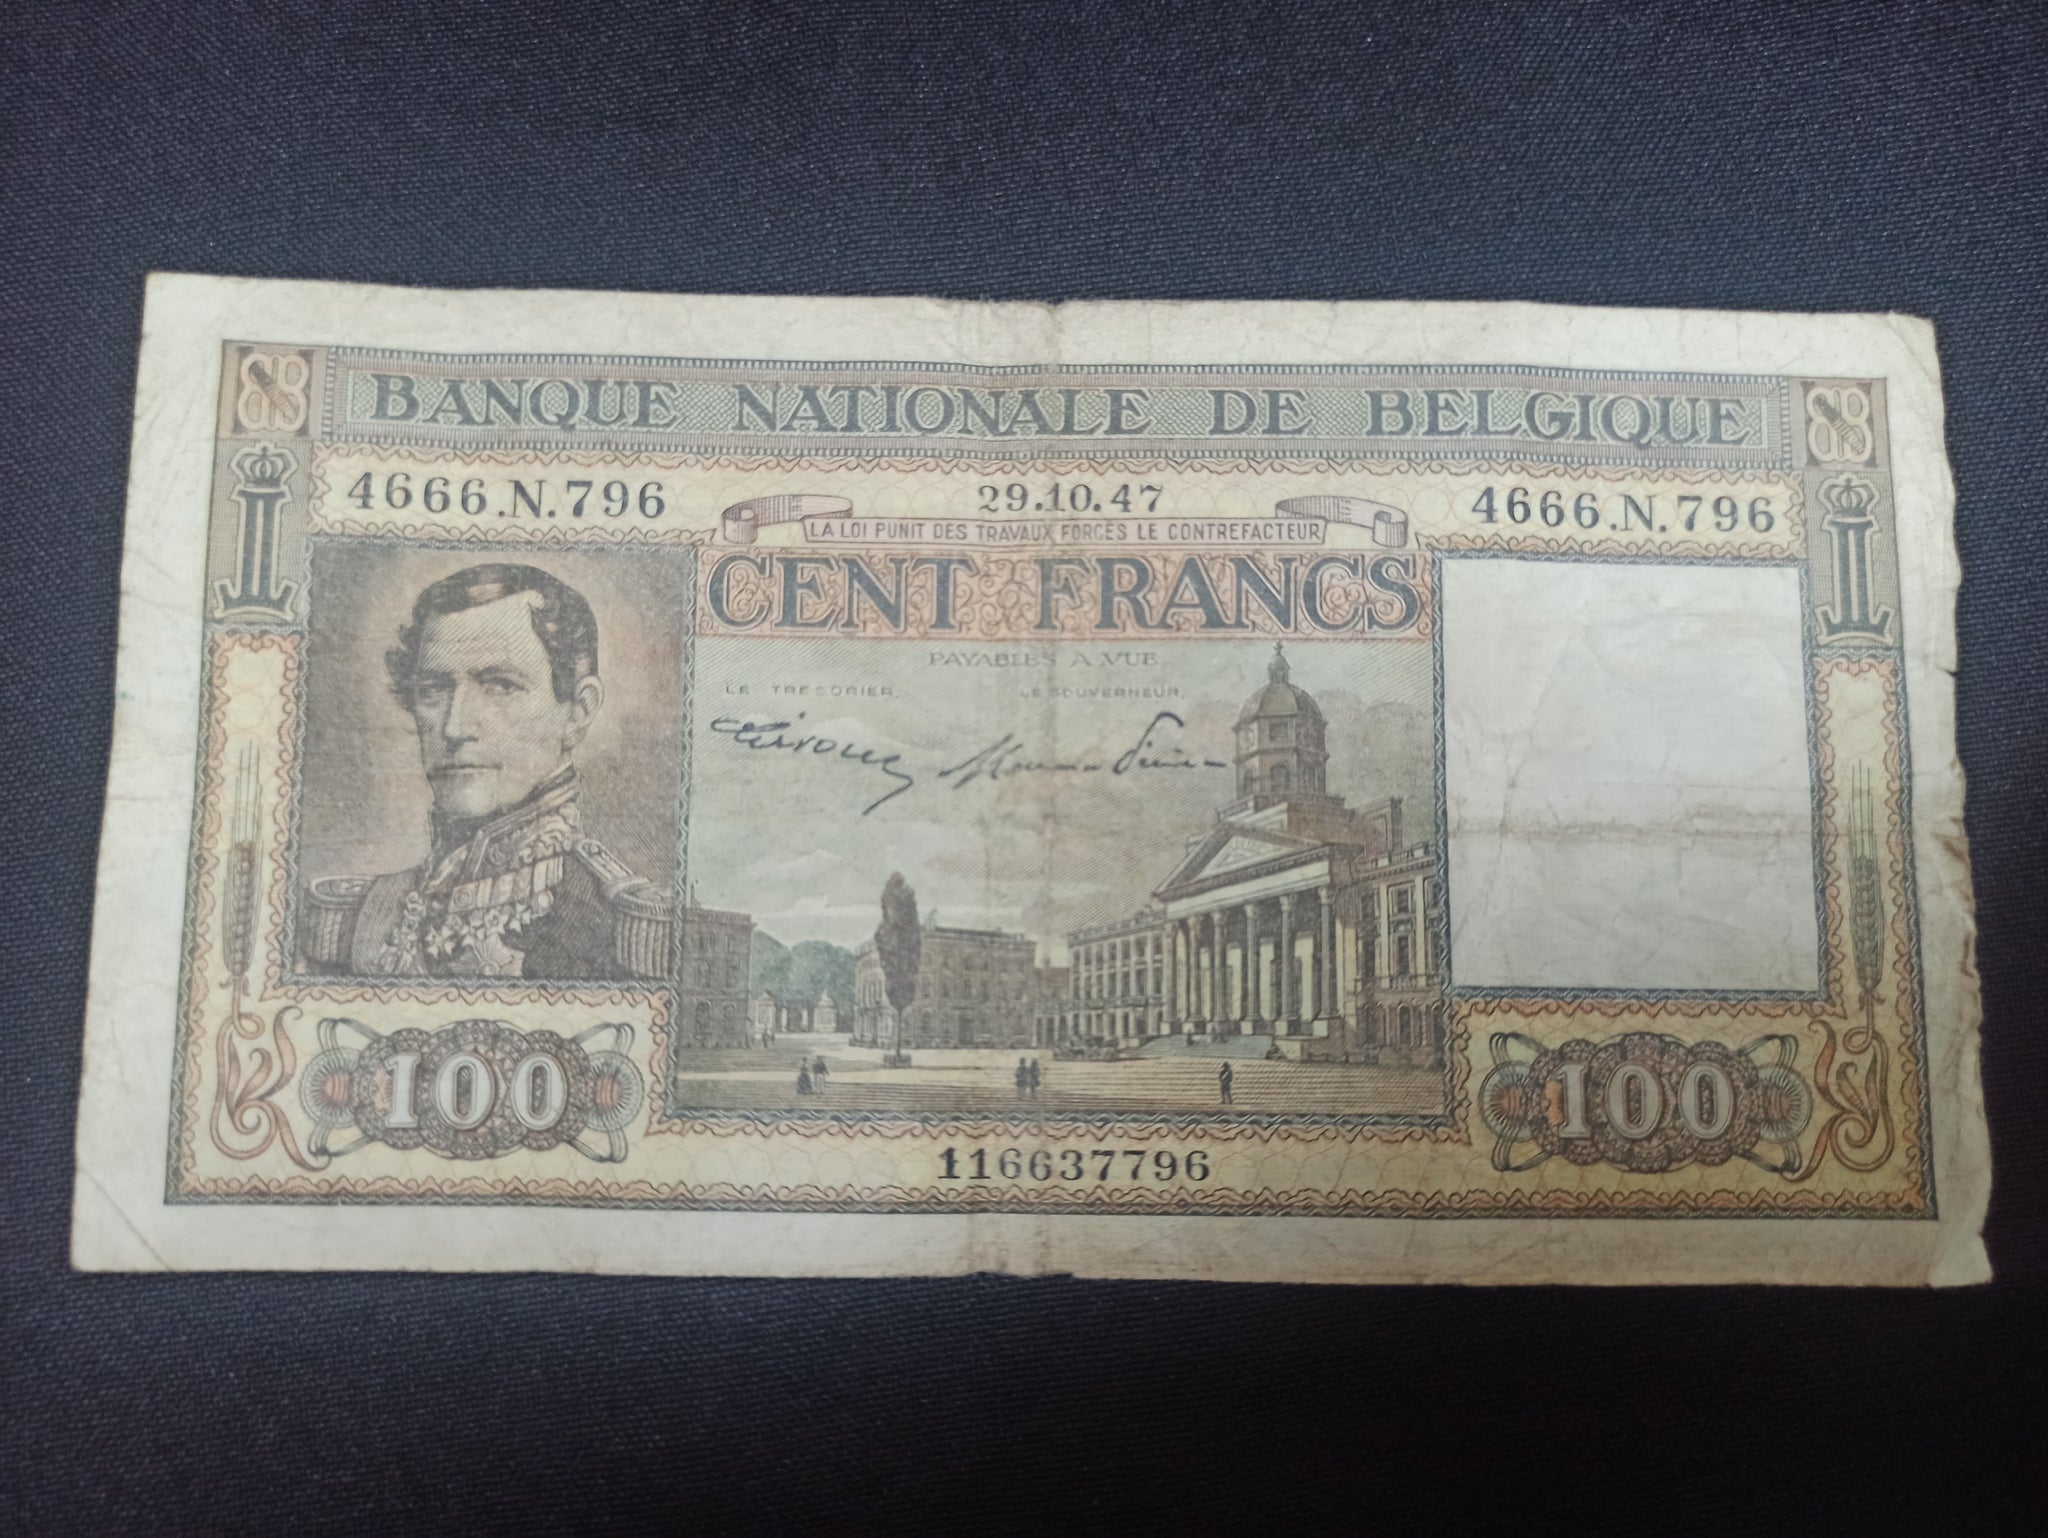 BANQUE NATIONALE DE BELGIQUE
4666.N.796 29.10.47 4666.N.796
LA LOI PUNIT DES TRAVAUX FORCÉS LE CONTREFACTEUR
CENT FRANCS
PAYABLES A VUE
LE TRÉSORIER, LE GOUVERNEUR,
100 100
116637796